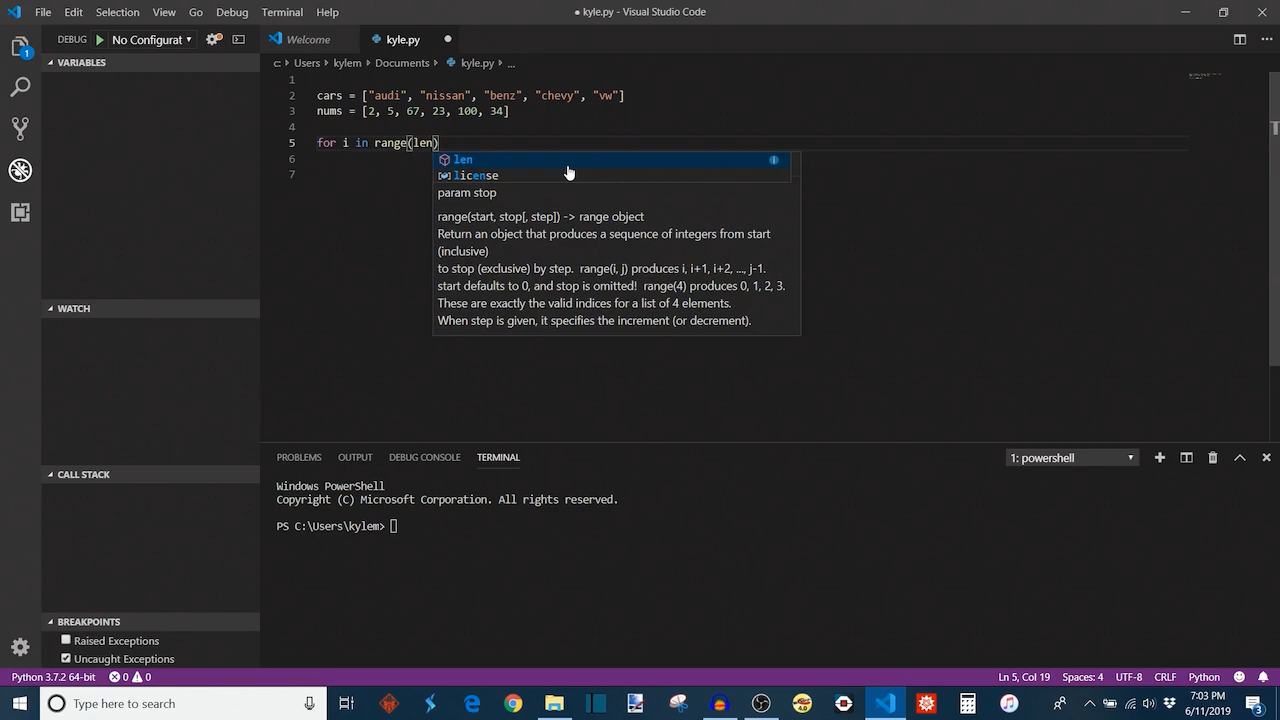 File Edit Selection View Go Debug Terminal Help
● kyle.py - Visual Studio Code
DEBUG No Configurat
Welcome
kyle.py
VARIABLES
c Users kylem Documents kyle.py ...
1
2 cars = ["audi", "nissan", "benz", "chevy", "vw"]
3 nums = [2, 5, 67, 23, 100, 34]
4
5 for i in range(len)
6
7
len
license
param stop
range(start, stop[, step]) -> range object
Return an object that produces a sequence of integers from start
(inclusive)
to stop (exclusive) by step. range(i, j) produces i, i+1, i+2, ..., j-1.
start defaults to 0, and stop is omitted! range(4) produces 0, 1, 2, 3.
These are exactly the valid indices for a list of 4 elements.
When step is given, it specifies the increment (or decrement).
WATCH
CALL STACK
BREAKPOINTS
Raised Exceptions
Uncaught Exceptions
PROBLEMS OUTPUT DEBUG CONSOLE TERMINAL
1: powershell
Windows PowerShell
Copyright (C) Microsoft Corporation. All rights reserved.
PS C:\Users\kylem>
Python 3.7.2 64-bit 0 0
Ln 5, Col 19 Spaces: 4 UTF-8 CRLF Python 3
Type here to search
7:03 PM
6/11/2019
3
1